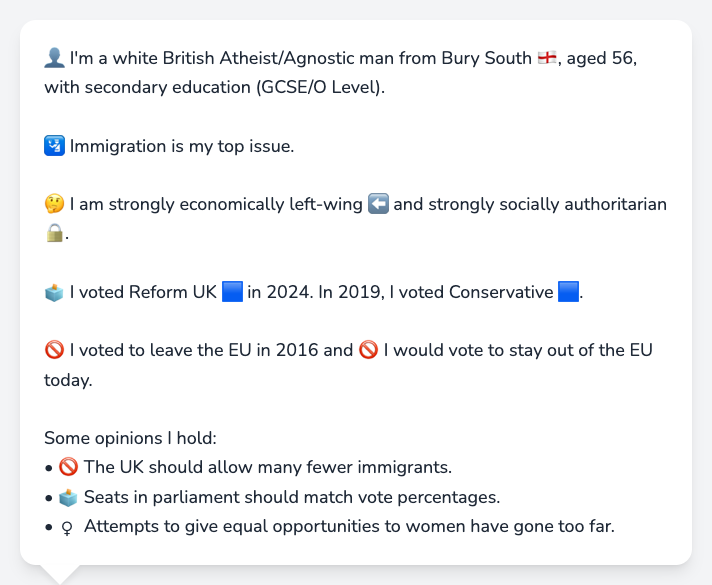 👤 I'm a white British Atheist/Agnostic man from Bury South 🏴󠁧󠁢󠁥󠁮󠁧󠁿, aged 56,
with secondary education (GCSE/O Level).
🛂 Immigration is my top issue.
🤔 I am strongly economically left-wing ⬅️ and strongly socially authoritarian
🔒.
🗳️ I voted Reform UK 🟦 in 2024. In 2019, I voted Conservative 🟦.
🚫 I voted to leave the EU in 2016 and 🚫 I would vote to stay out of the EU
today.
Some opinions I hold:
• 🚫 The UK should allow many fewer immigrants.
• 🗳️ Seats in parliament should match vote percentages.
• ♀ Attempts to give equal opportunities to women have gone too far.